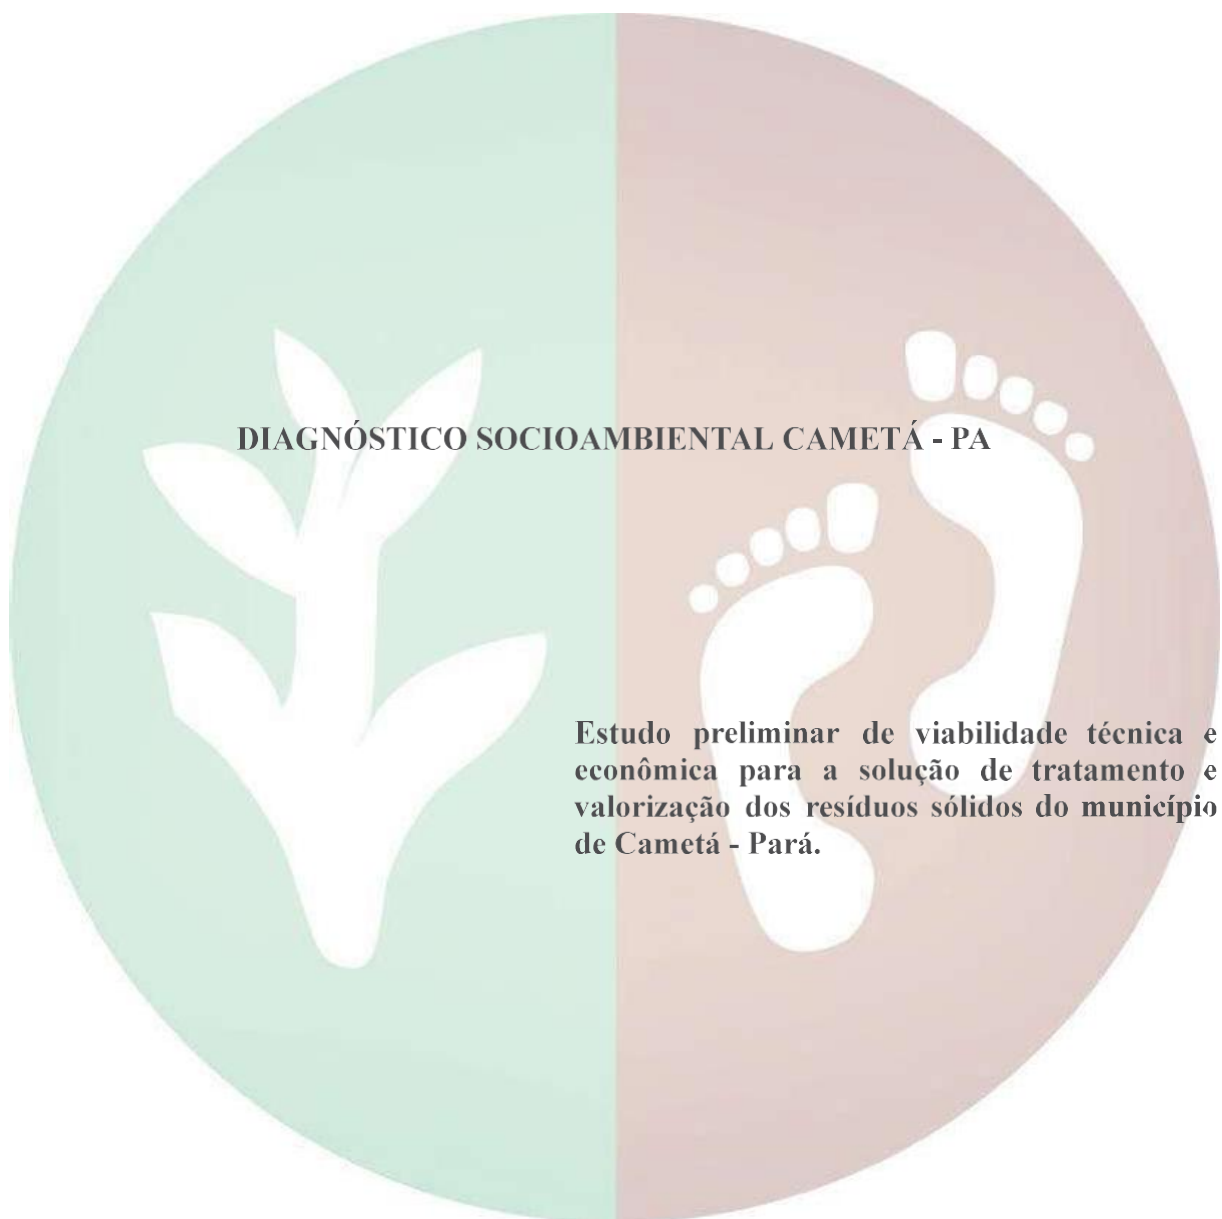 DIAGNÓSTICO SOCIOAMBIENTAL CAMETÁ - PA
Estudo preliminar de viabilidade técnica e
econômica para a solução de tratamento e
valorização dos resíduos sólidos do município
de Cametá - Pará.